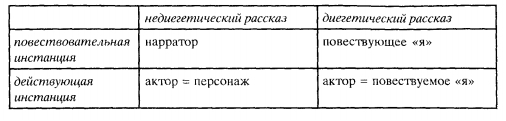 недиегетический рассказ диегетический рассказ
повествовательная инстанция нарратор повествующее «я»
действующая инстанция актор = персонаж актор = повествуемое «я»